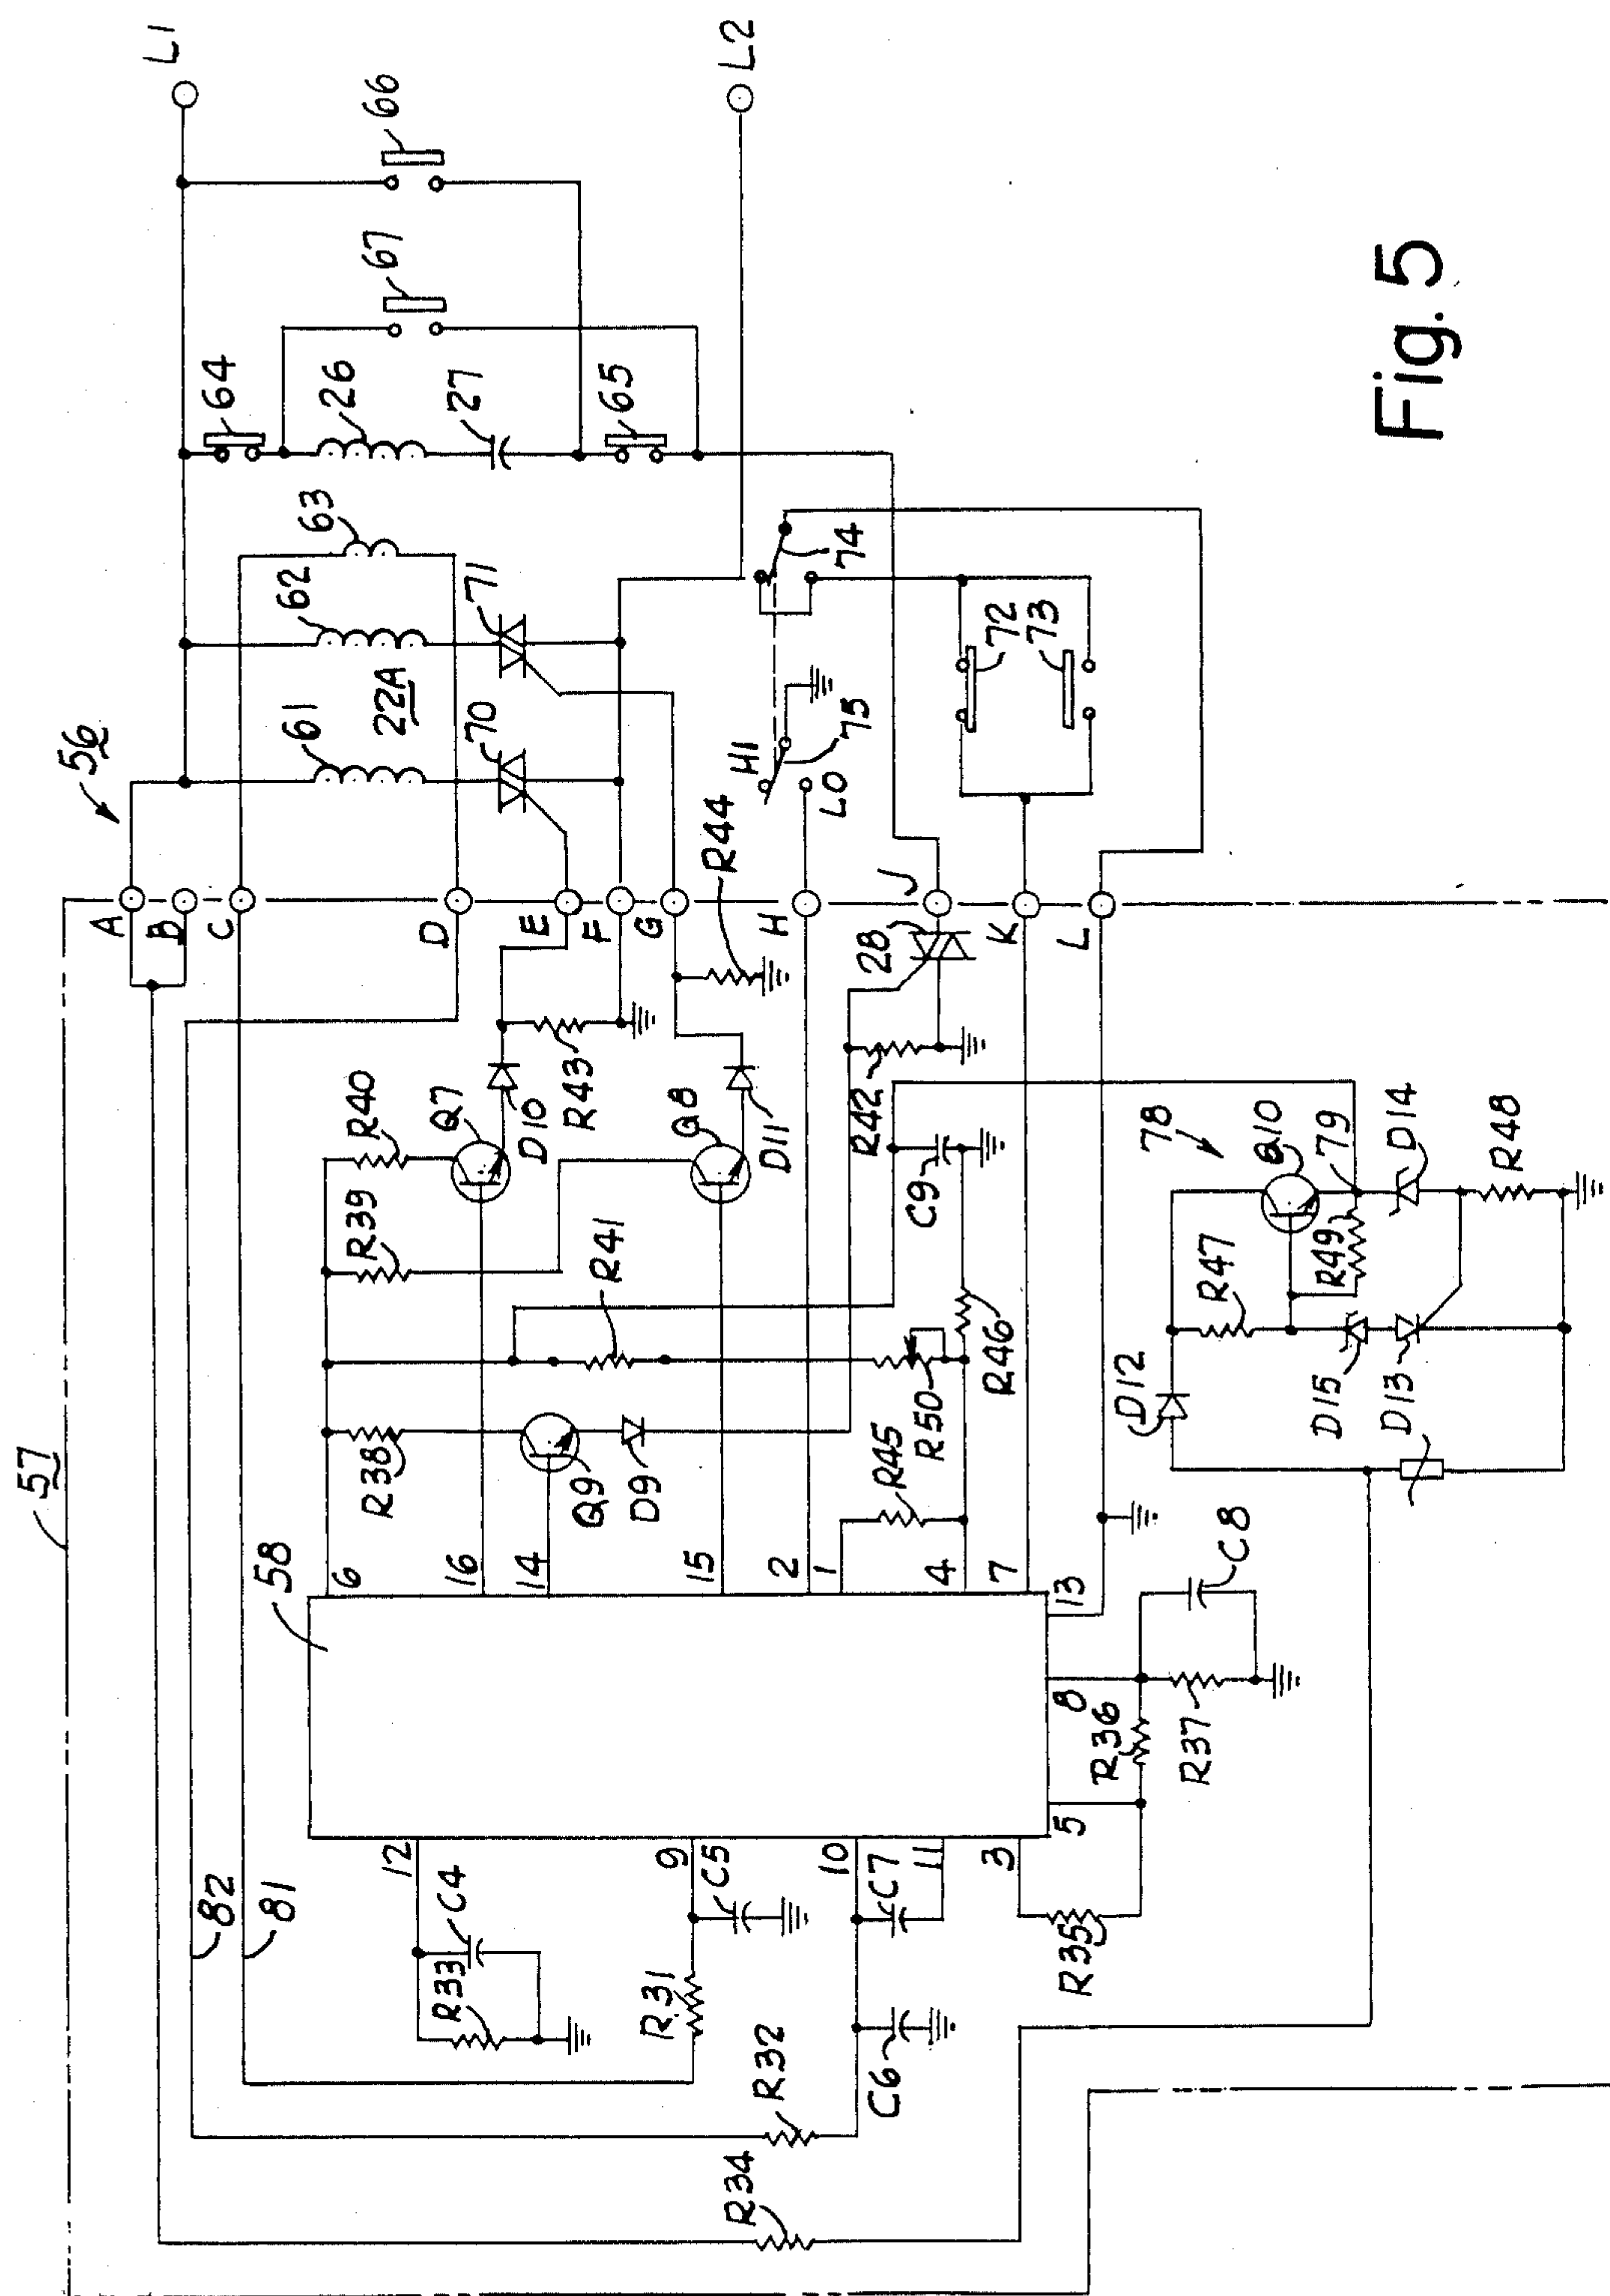 57
82
81
58
56
L1
L2
A
B
C
D
E
F
G
H
J
K
L
64
26
27
65
67
66
61
62
63
22A
70
71
R44
HI
LO
75
74
72
73
28
R40
R39
Q7
D10
R43
Q8
D11
R41
R42
C9
R38
Q9
D9
R45
R50
R46
6
16
14
15
2
1
4
7
13
8
5
3
11
10
9
12
C4
R33
R31
C5
R32
C6
C7
R34
R35
R36
R37
C8
78
D12
R47
Q10
79
R49
D14
R48
D15
D13
Fig. 5